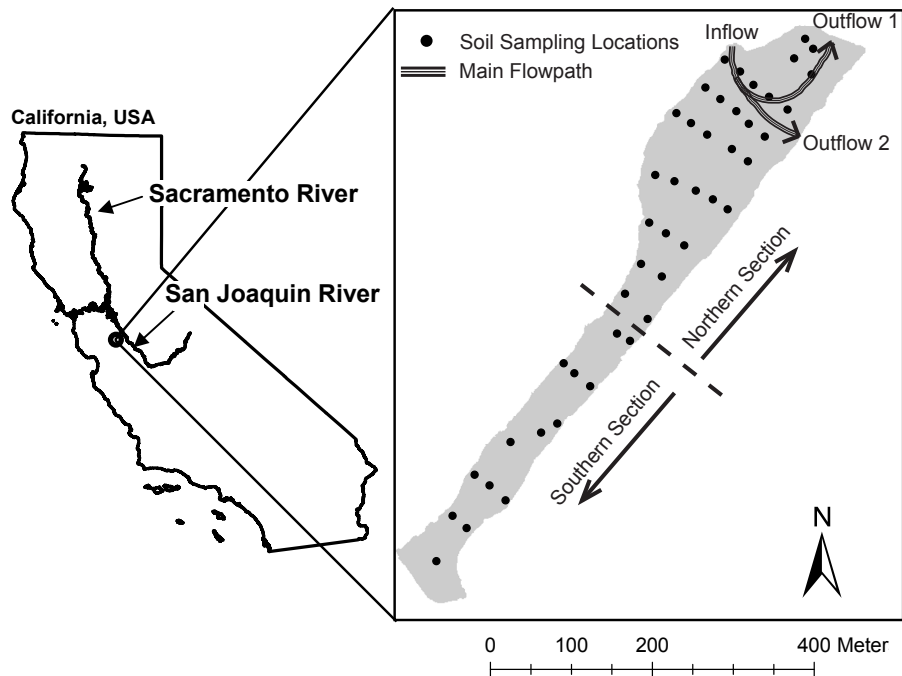 California, USA
Sacramento River
San Joaquin River
Soil Sampling Locations
Main Flowpath
Inflow
Outflow 1
Outflow 2
Northern Section
Southern Section
N
0 100 200 400 Meter